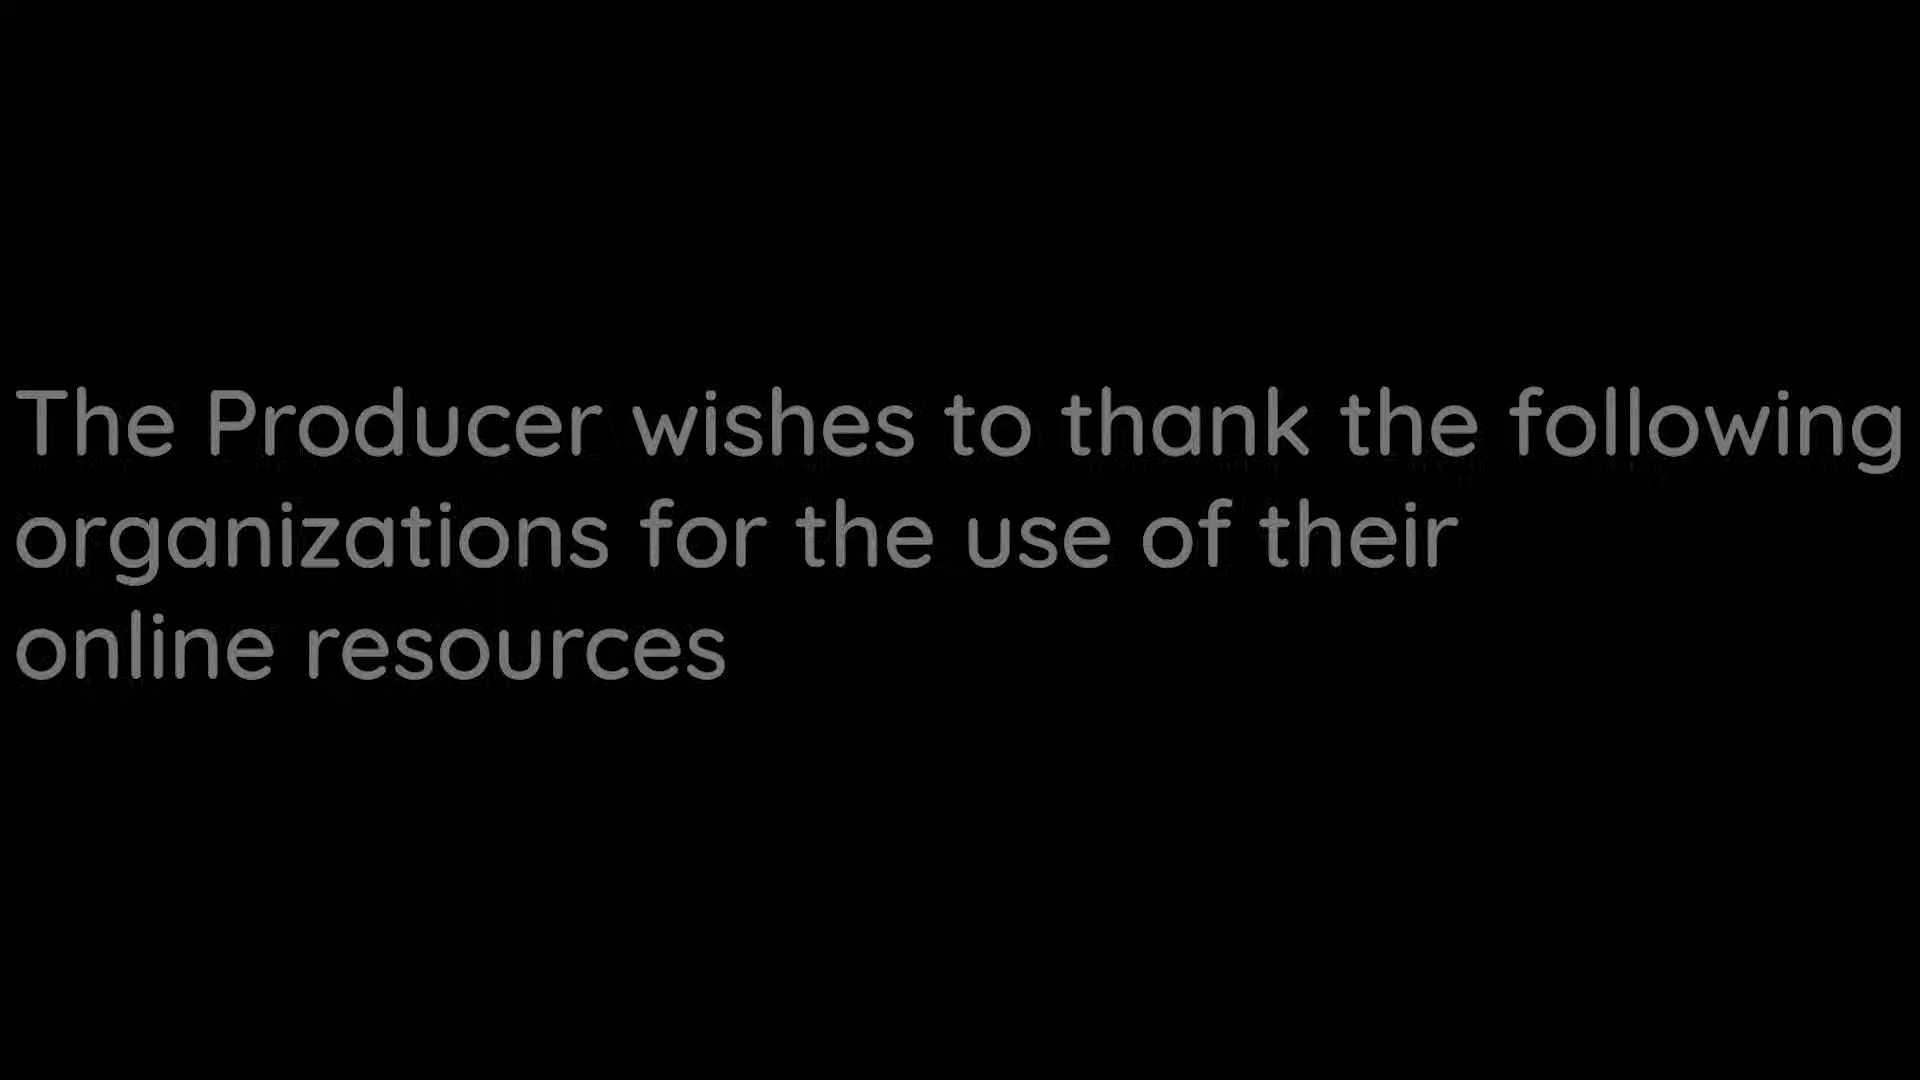 The Producer wishes to thank the following
organizations for the use of their
online resources